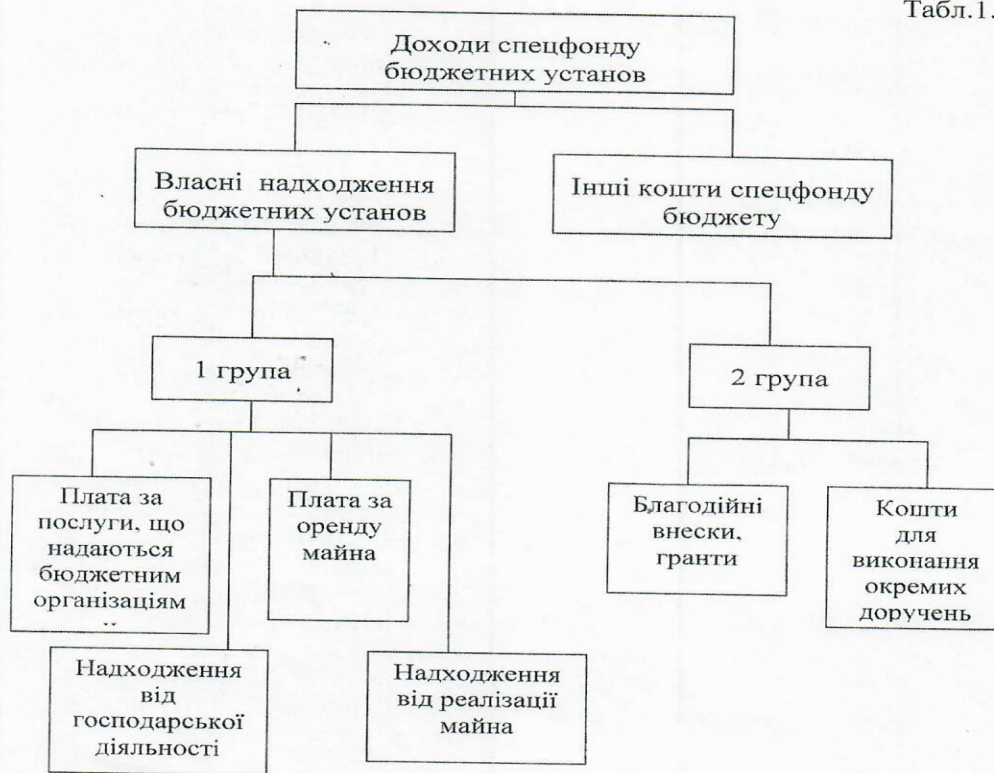 Табл.1.
Доходи спецфонду
бюджетних установ
Власні надходження
бюджетних установ
Інші кошти спецфонду
бюджету
1 група
2 група
Плата за
послуги, що
надаються
бюджетним
організаціям
Плата за
оренду
майна
Благодійні
внески,
гранти
Кошти
для
виконання
окремих
доручень
Надходження
від
господарської
діяльності
Надходження
від реалізації
майна